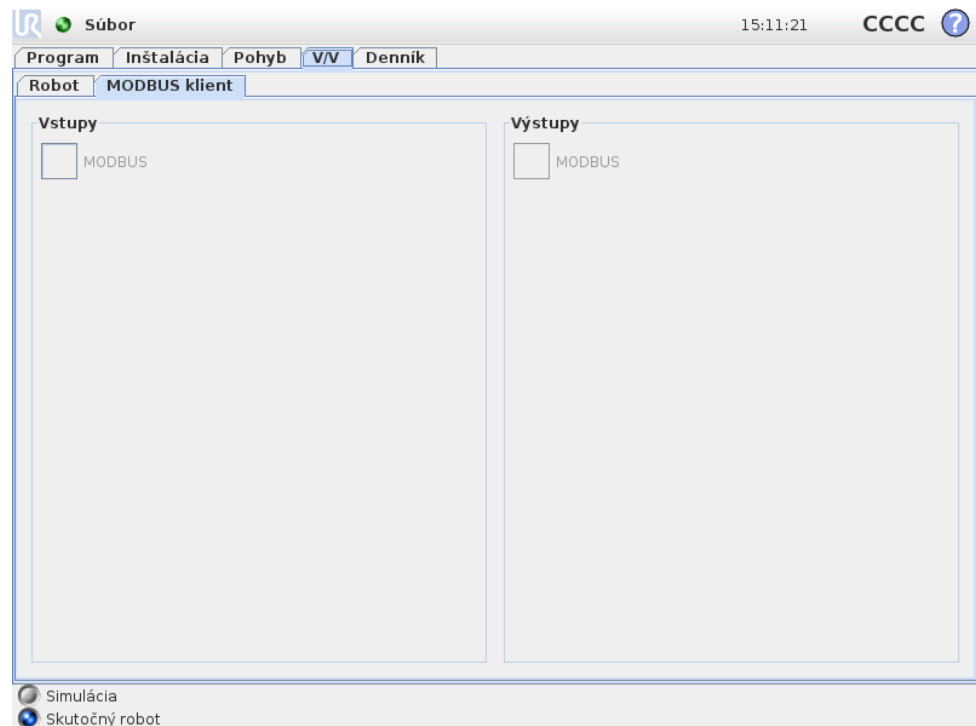 UR Súbor 15:11:21 CCCC ?
Program Inštalácia Pohyb V/V Denník
Robot MODBUS klient
Vstupy Výstupy
MODBUS MODBUS
Simulácia
Skutočný robot